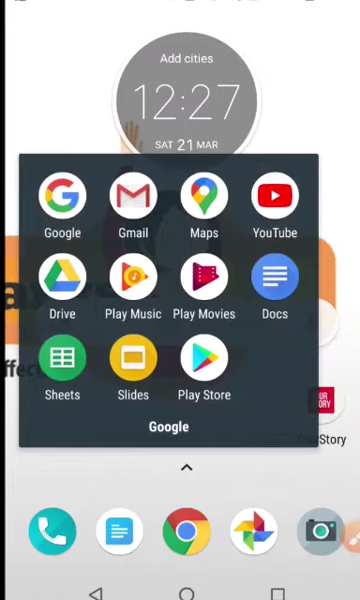 Add cities
12:27
SAT 21 MAR
Google
Gmail
Maps
YouTube
Drive
Play Music
Play Movies
Docs
Sheets
Slides
Play Store
Google
Story